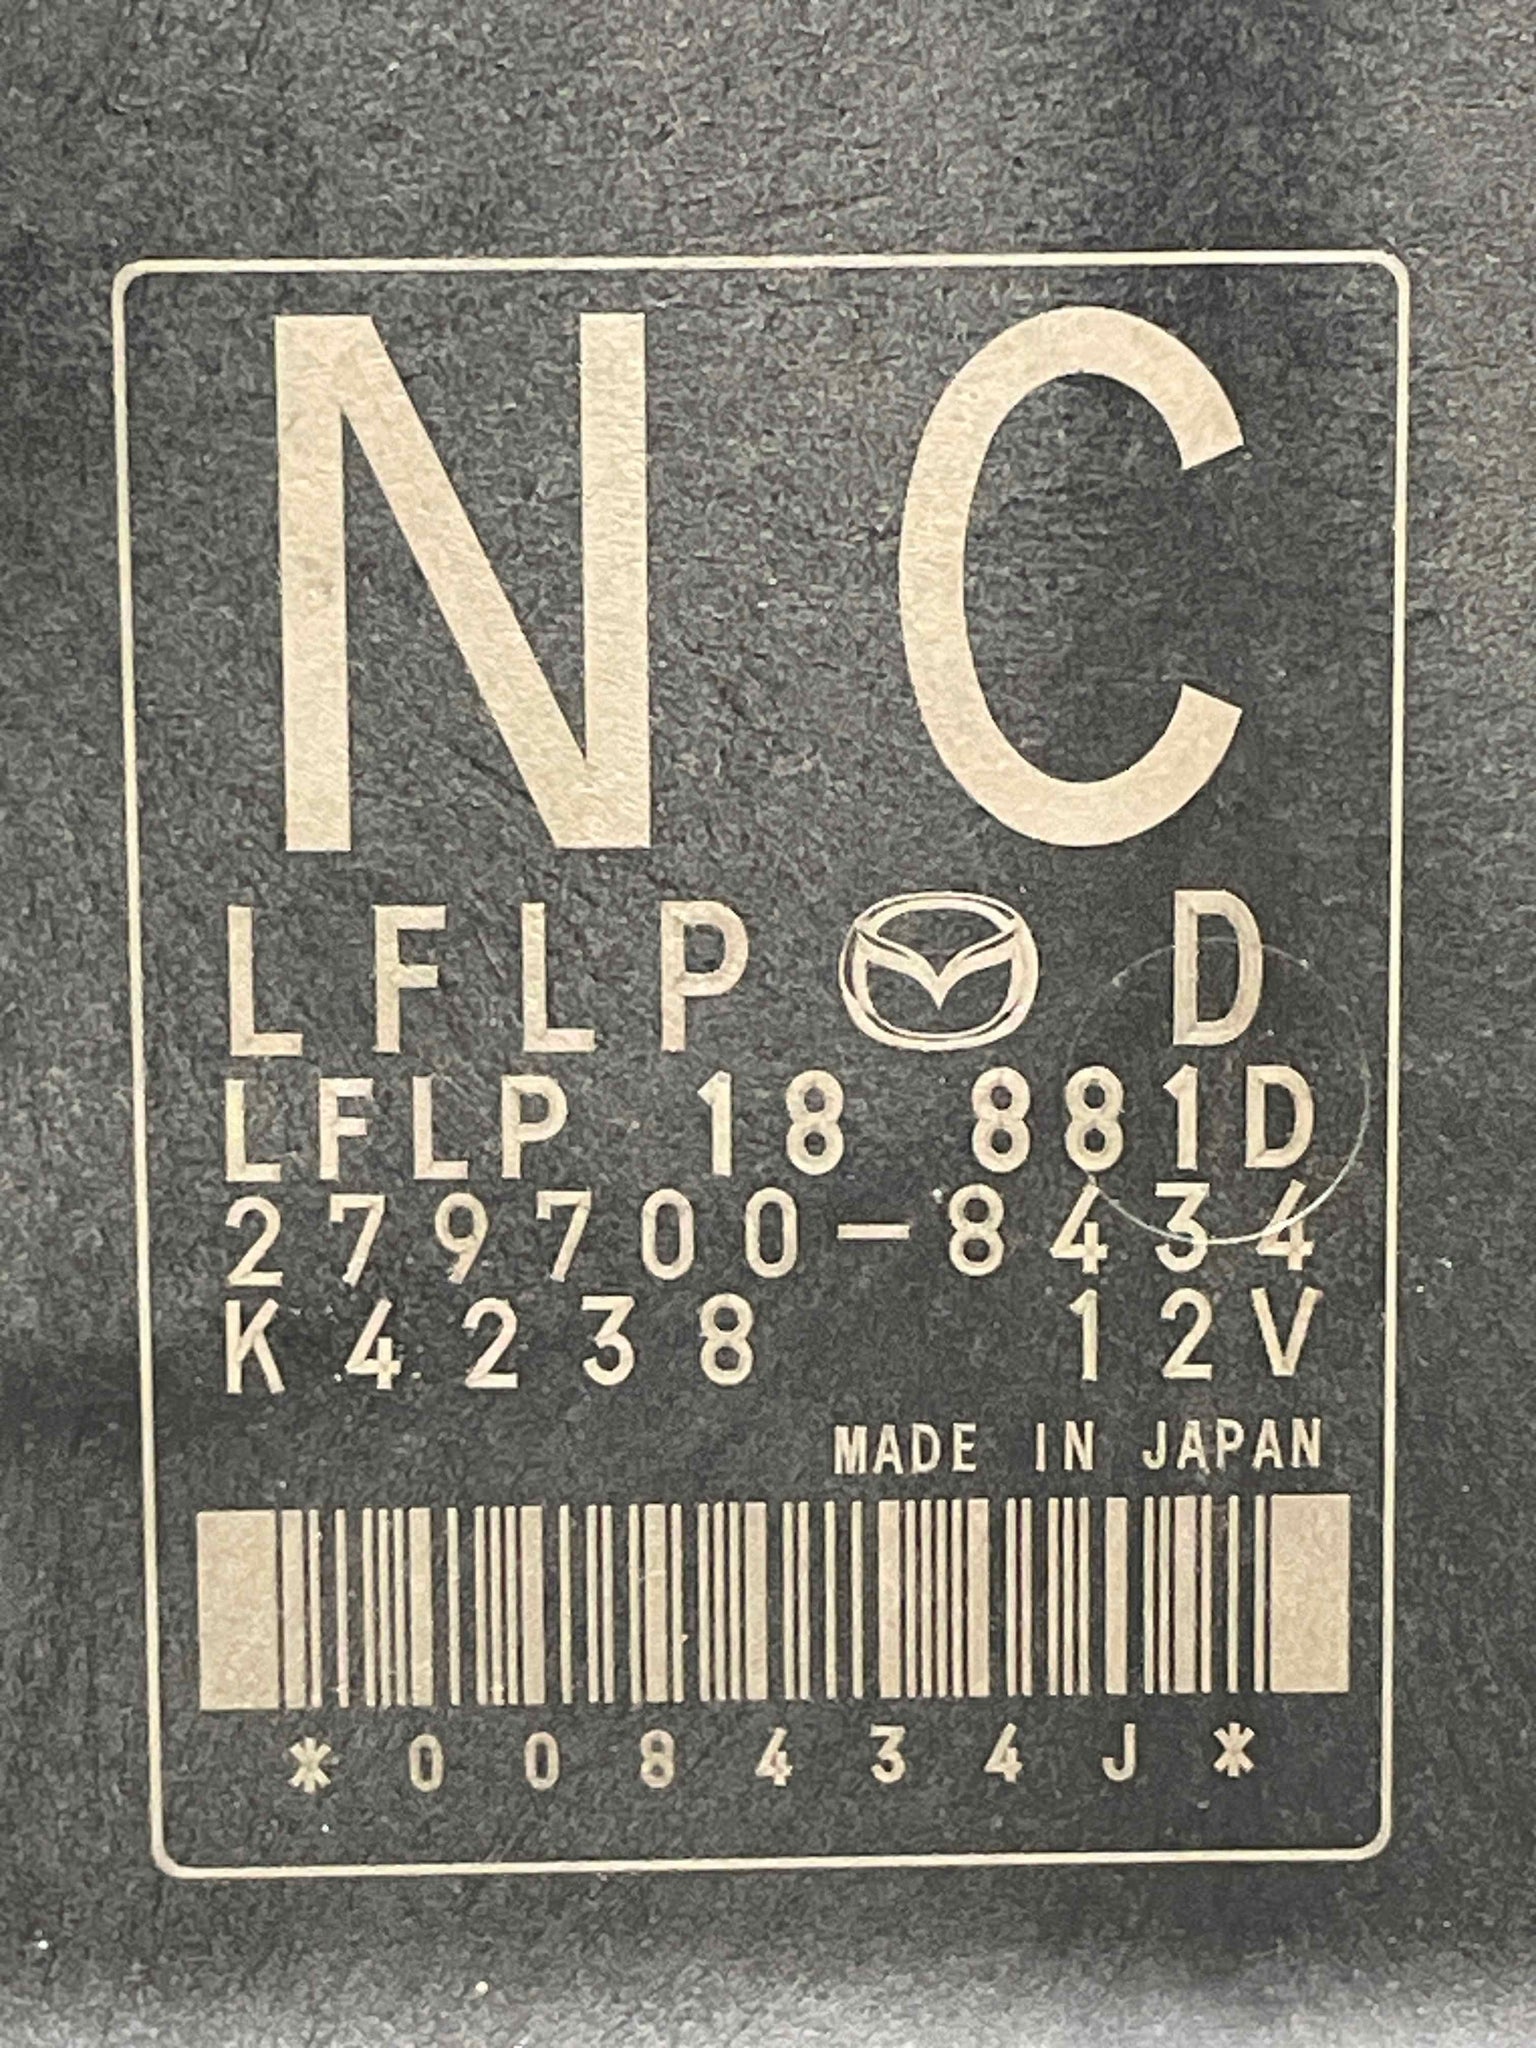 NC
LFLP D
LFLP 18 881D
279700-8434
K4238 12V
MADE IN JAPAN
*008434J*